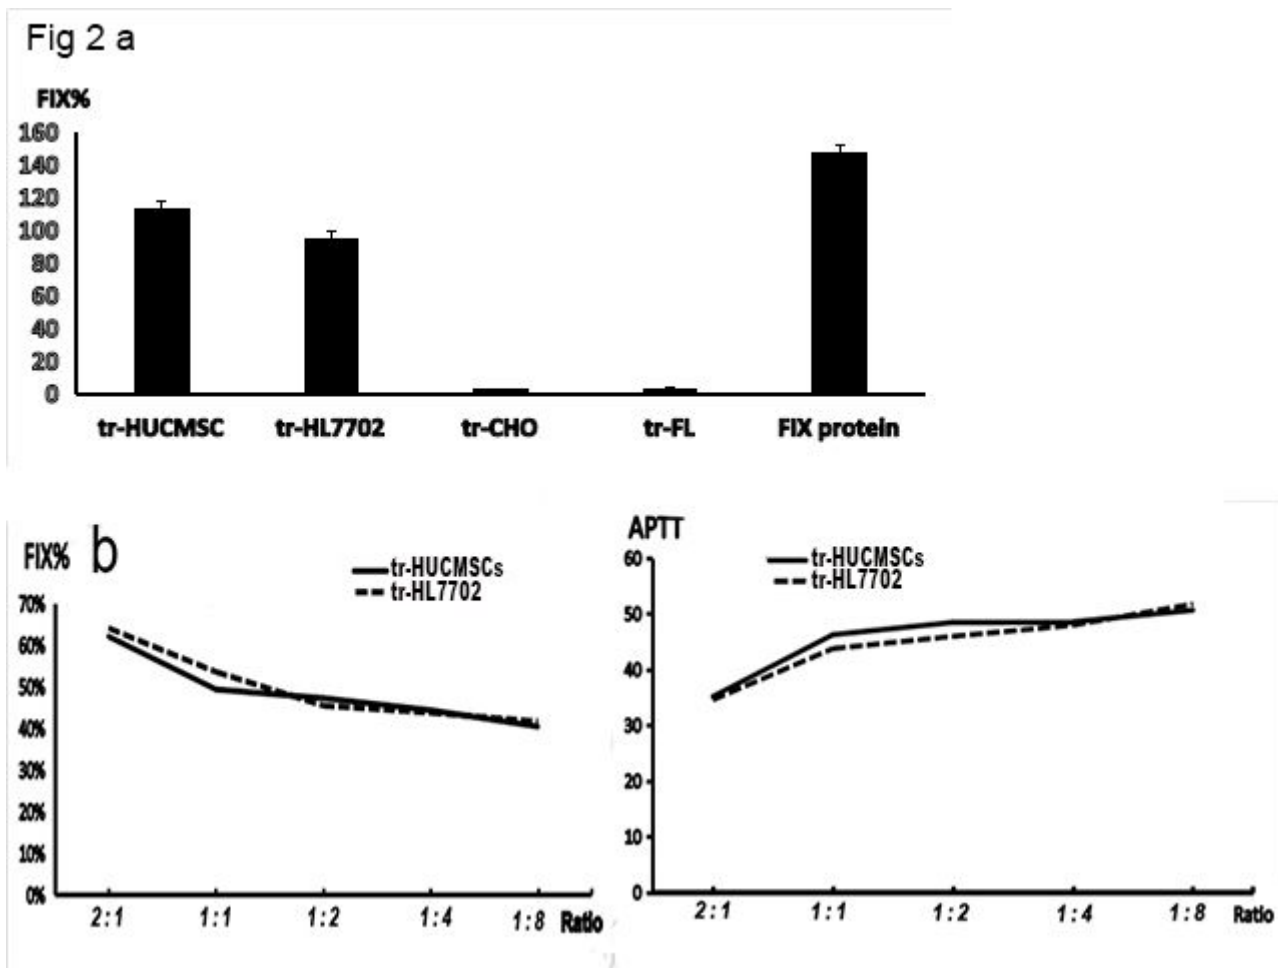 Fig 2 a
FIX%
160
140
120
100
80
60
40
20
0
tr-HUCMSC tr-HL7702 tr-CHO tr-FL FIX protein
b
FIX%
tr-HUCMSCs
tr-HL7702
70%
60%
50%
40%
30%
20%
10%
0%
2:1 1:1 1:2 1:4 1:8 Ratio
APTT
tr-HUCMSCs
tr-HL7702
60
50
40
30
20
10
0
2:1 1:1 1:2 1:4 1:8 Ratio